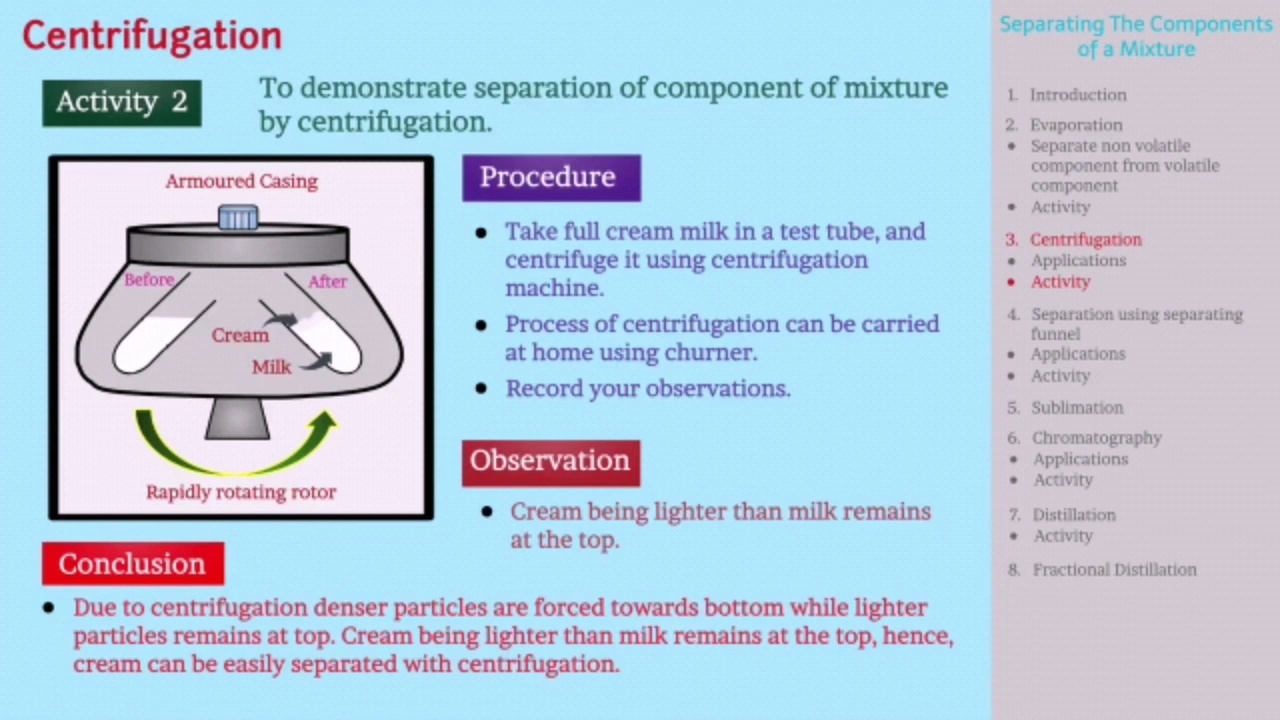 Centrifugation
Activity 2
To demonstrate separation of component of mixture
by centrifugation.
Armoured Casing
Before
After
Cream
Milk
Rapidly rotating rotor
Procedure
● Take full cream milk in a test tube, and
centrifuge it using centrifugation
machine.
● Process of centrifugation can be carried
at home using churner.
● Record your observations.
Observation
● Cream being lighter than milk remains
at the top.
Conclusion
● Due to centrifugation denser particles are forced towards bottom while lighter
particles remains at top. Cream being lighter than milk remains at the top, hence,
cream can be easily separated with centrifugation.
Separating The Components
of a Mixture
1. Introduction
2. Evaporation
● Separate non volatile
component from volatile
component
● Activity
3. Centrifugation
● Applications
● Activity
4. Separation using separating
funnel
● Applications
● Activity
5. Sublimation
6. Chromatography
● Applications
● Activity
7. Distillation
● Activity
8. Fractional Distillation